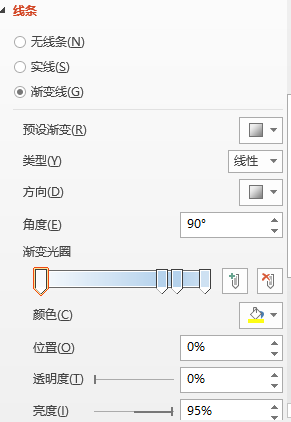 线条
无线条(N)
实线(S)
渐变线(G)
预设渐变(R)
类型(Y) 线性
方向(D)
角度(E) 90°
渐变光圈
颜色(C)
位置(O) 0%
透明度(T) 0%
亮度(I) 95%